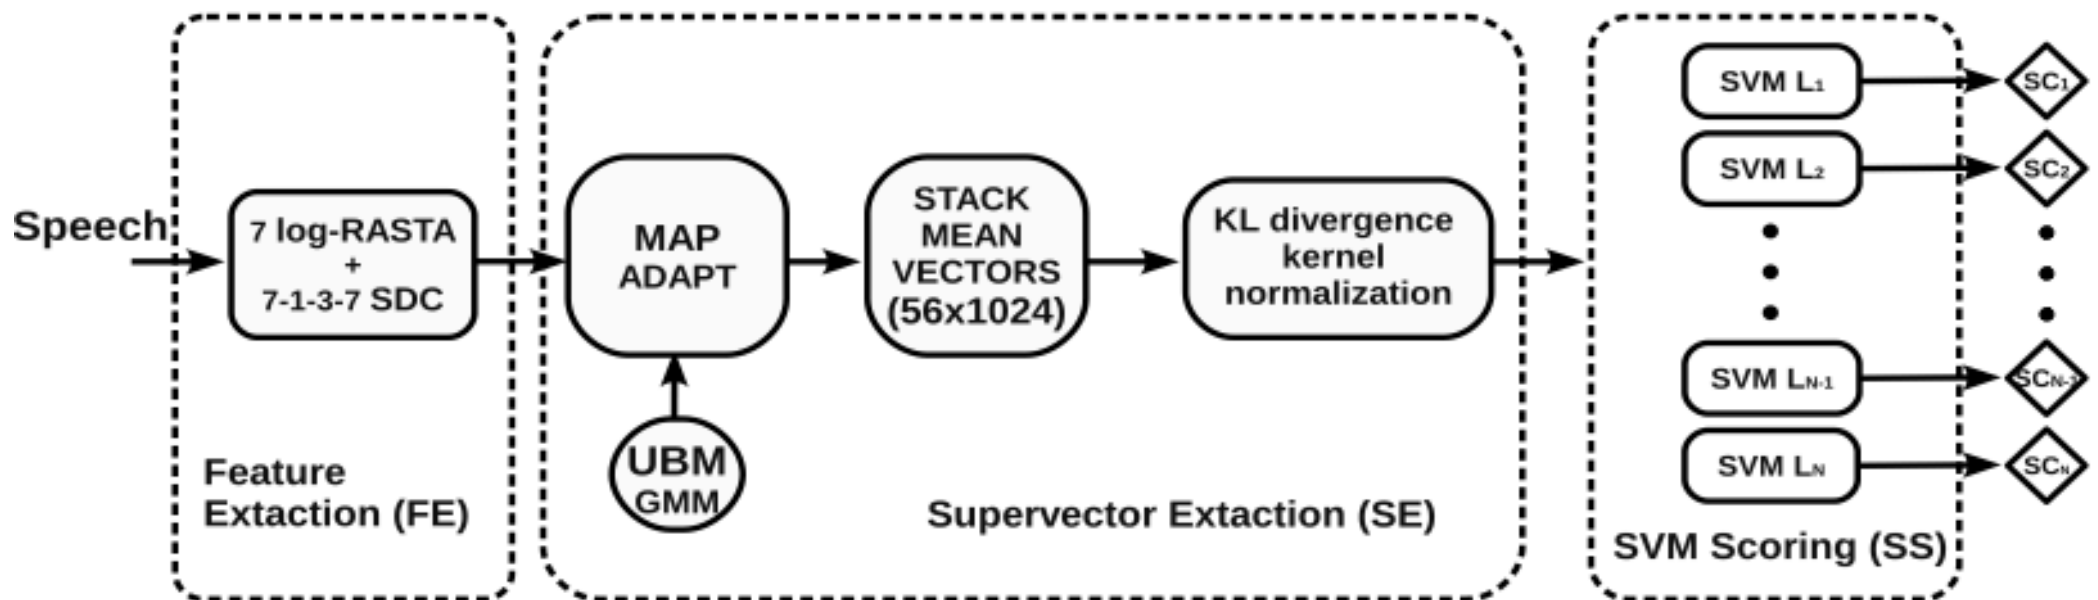 Speech
7 log-RASTA
+
7-1-3-7 SDC
Feature
Extaction (FE)
MAP
ADAPT
UBM
GMM
STACK
MEAN
VECTORS
(56x1024)
KL divergence
kernel
normalization
Supervector Extaction (SE)
SVM L1
SC1
SVM L2
SC2
SVM LN-1
SCN-1
SVM LN
SCN
SVM Scoring (SS)